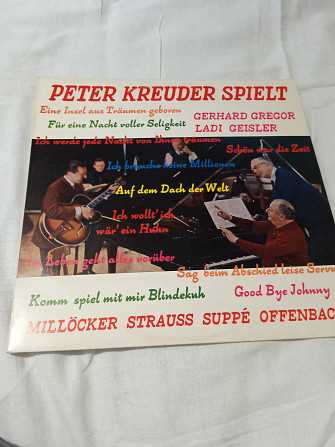 PETER KREUDER SPIELT
Eine Insel aus Träumen geboren
GERHARD GREGOR
Für eine Nacht voller Seligkeit
LADI GEISLER
Ich werde jede Nacht von Ihnen träumen
Schön war die Zeit
Ich brauche keine Millionen
Auf dem Dach der Welt
Ich wollt' ich
wär' ein Huhn
Im Leben geht alles vorüber
Sag beim Abschied leise Servu
Komm spiel mit mir Blindekuh
Good Bye Johnny
MILLÖCKER STRAUSS SUPPÉ OFFENBAC